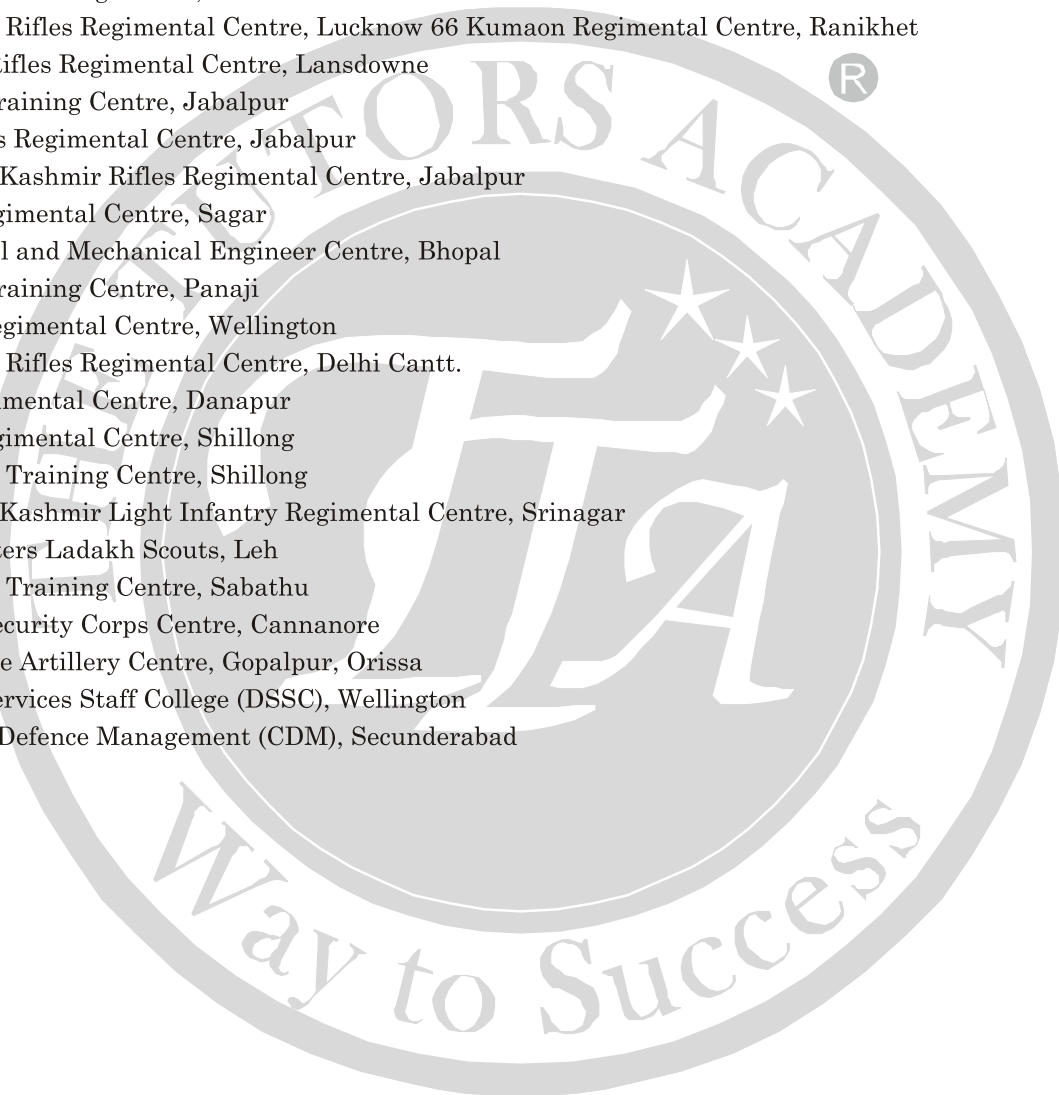 Rifles Regimental Centre, Lucknow 66 Kumaon Regimental Centre, Ranikhet
ifles Regimental Centre, Lansdowne
raining Centre, Jabalpur
s Regimental Centre, Jabalpur
Kashmir Rifles Regimental Centre, Jabalpur
gimental Centre, Sagar
l and Mechanical Engineer Centre, Bhopal
raining Centre, Panaji
egimental Centre, Wellington
Rifles Regimental Centre, Delhi Cantt.
imental Centre, Danapur
gimental Centre, Shillong
Training Centre, Shillong
Kashmir Light Infantry Regimental Centre, Srinagar
ters Ladakh Scouts, Leh
Training Centre, Sabathu
ecurity Corps Centre, Cannanore
e Artillery Centre, Gopalpur, Orissa
ervices Staff College (DSSC), Wellington
Defence Management (CDM), Secunderabad
THE TUTORS ACADEMY
®
TA
Way to Success